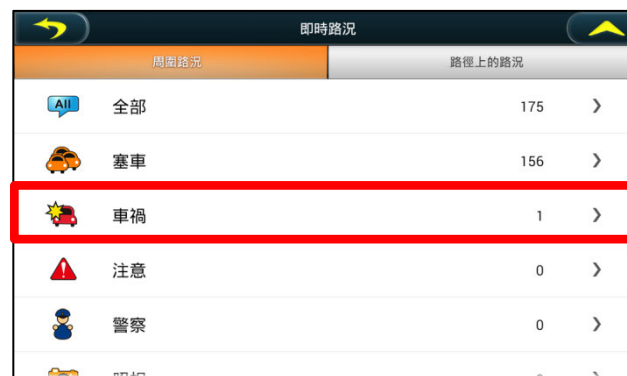 即時路況
周圍路況 路徑上的路況
All 全部 175
塞車 156
車禍 1
注意 0
警察 0